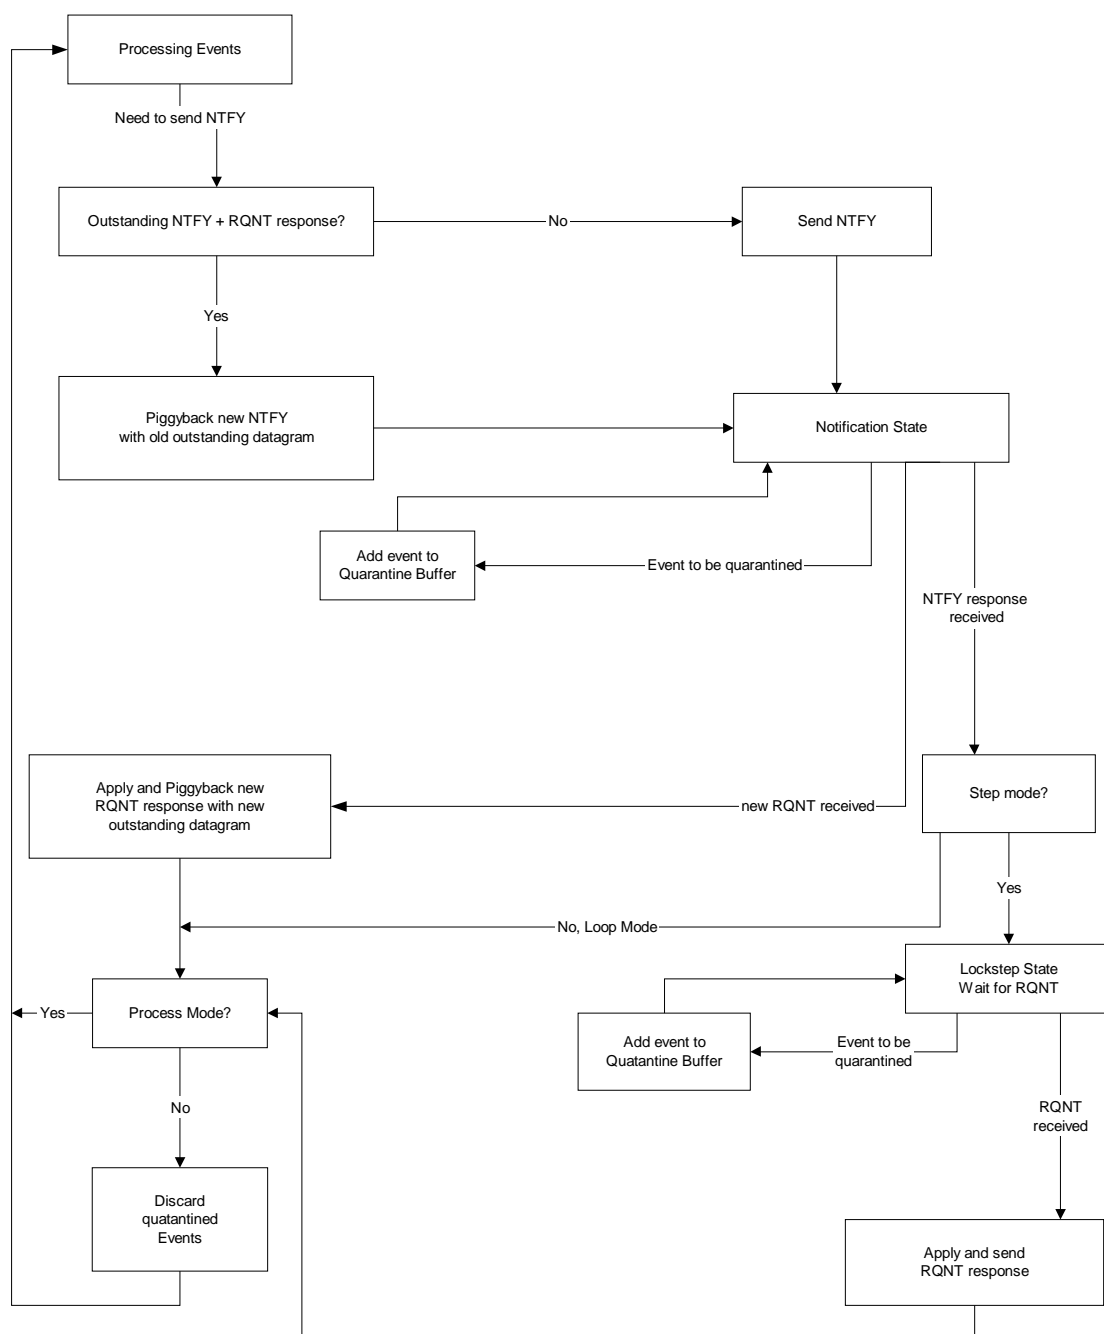 Processing Events
Need to send NTFY
Outstanding NTFY + RQNT response?
No
Send NTFY
Yes
Piggyback new NTFY
with old outstanding datagram
Notification State
Add event to
Quarantine Buffer
Event to be quarantined
NTFY response
received
Apply and Piggyback new
RQNT response with new
outstanding datagram
new RQNT received
Step mode?
Yes
No, Loop Mode
Lockstep State
Wait for RQNT
Yes
Process Mode?
Add event to
Quatantine Buffer
Event to be
quarantined
No
RQNT
received
Discard
quatantined
Events
Apply and send
RQNT response